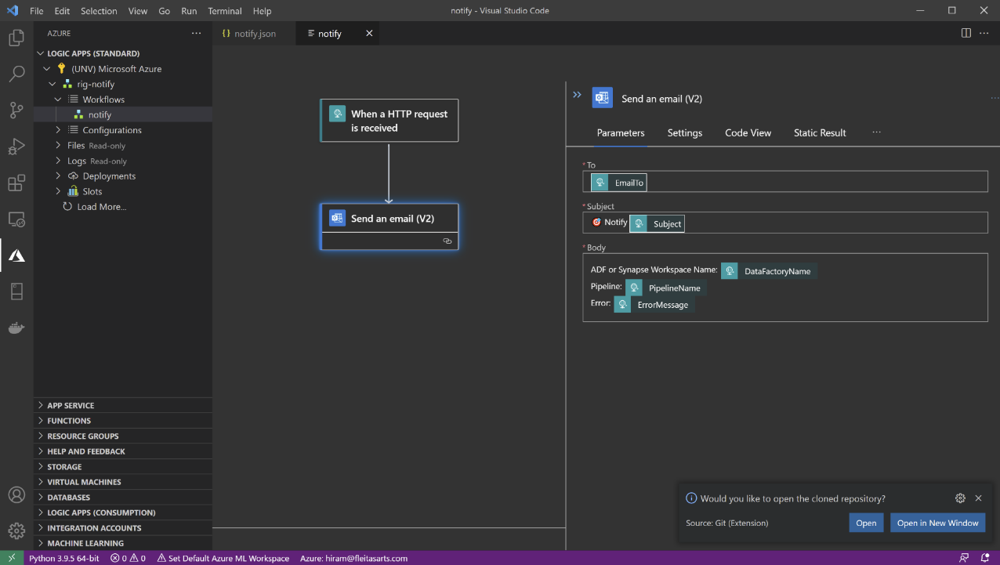 File Edit Selection View Go Run Terminal Help
notify - Visual Studio Code
AZURE
LOGIC APPS (STANDARD)
(UNV) Microsoft Azure
rig-notify
Workflows
notify
Configurations
Files Read-only
Logs Read-only
Deployments
Slots
Load More...
APP SERVICE
FUNCTIONS
RESOURCE GROUPS
HELP AND FEEDBACK
STORAGE
VIRTUAL MACHINES
DATABASES
LOGIC APPS (CONSUMPTION)
INTEGRATION ACCOUNTS
MACHINE LEARNING
notify.json
notify
When a HTTP request
is received
Send an email (V2)
Send an email (V2)
Parameters Settings Code View Static Result
* To
EmailTo
* Subject
Notify Subject
* Body
ADF or Synapse Workspace Name: DataFactoryName
Pipeline: PipelineName
Error: ErrorMessage
Would you like to open the cloned repository?
Source: Git (Extension)
Open
Open in New Window
Python 3.9.5 64-bit 0 0 Set Default Azure ML Workspace Azure: hiram@fleitasarts.com